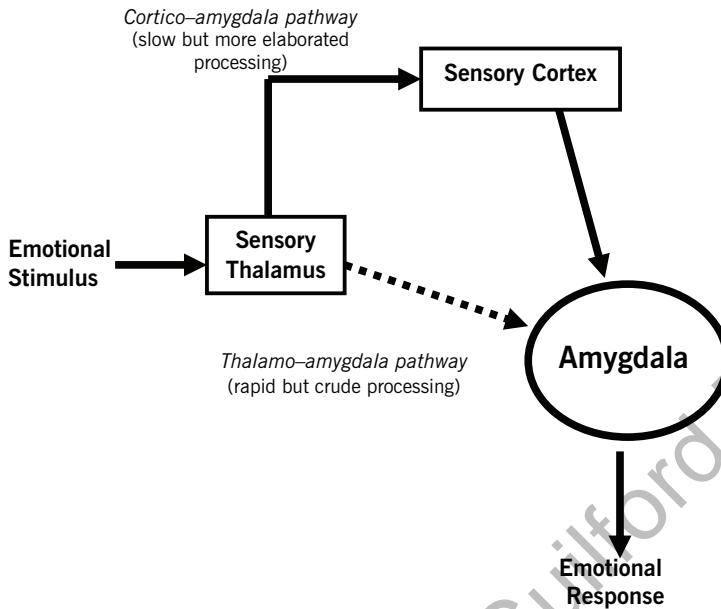 Cortico–amygdala pathway
(slow but more elaborated
processing)
Sensory Cortex
Emotional
Stimulus
Sensory
Thalamus
Thalamo–amygdala pathway
(rapid but crude processing)
Amygdala
Emotional
Response
Guilford